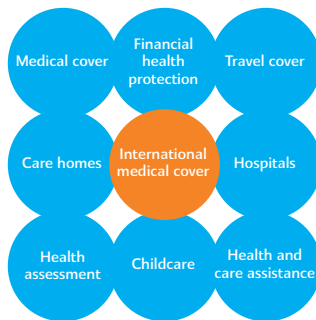 Medical cover
Financial
health
protection
Travel cover
Care homes
International
medical cover
Hospitals
Health
assessment
Childcare
Health and
care assistance